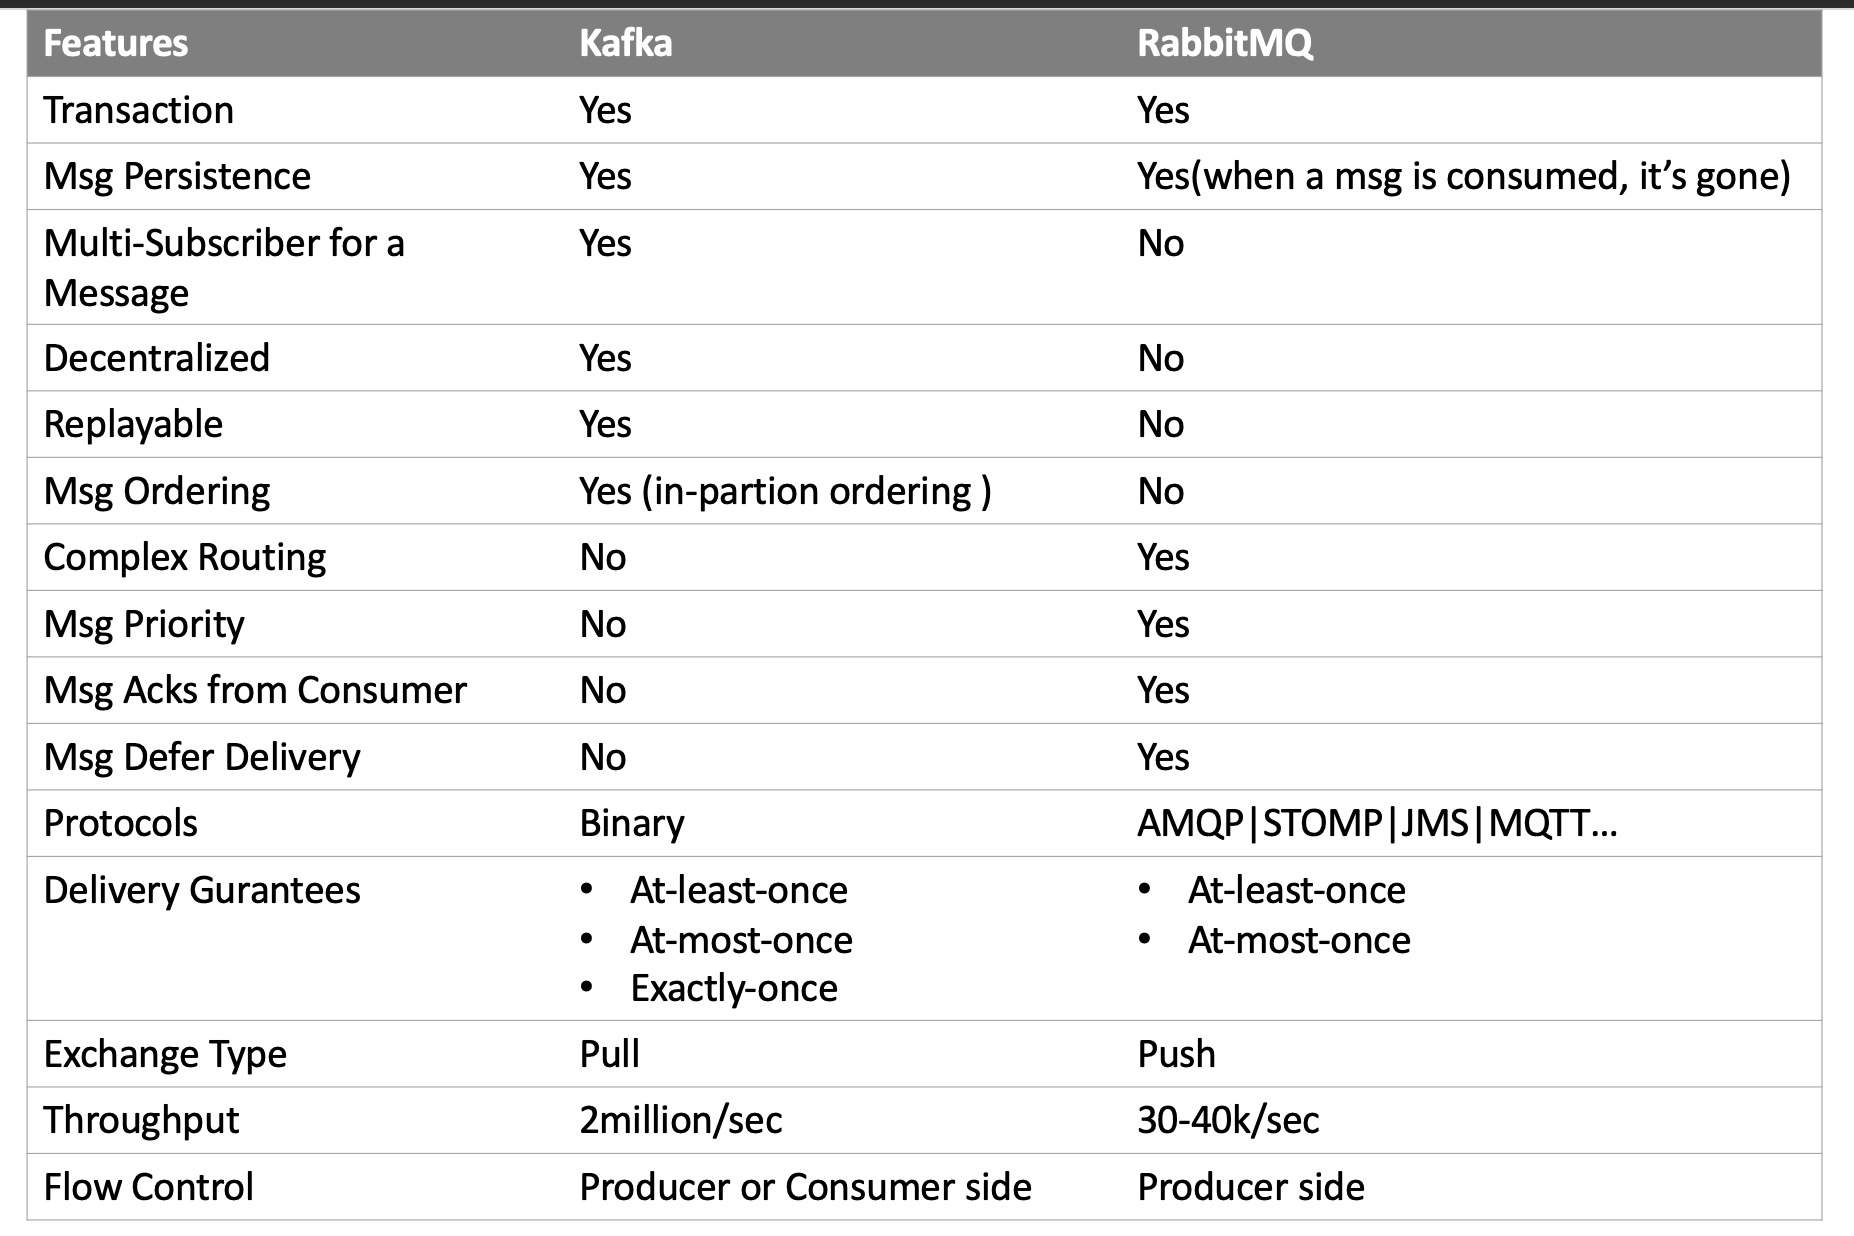 Features Kafka RabbitMQ
Transaction Yes Yes
Msg Persistence Yes Yes(when a msg is consumed, it’s gone)
Multi-Subscriber for a Yes No
Message
Decentralized Yes No
Replayable Yes No
Msg Ordering Yes (in-partion ordering ) No
Complex Routing No Yes
Msg Priority No Yes
Msg Acks from Consumer No Yes
Msg Defer Delivery No Yes
Protocols Binary AMQP|STOMP|JMS|MQTT...
Delivery Gurantees • At-least-once • At-least-once
• At-most-once • At-most-once
• Exactly-once
Exchange Type Pull Push
Throughput 2million/sec 30-40k/sec
Flow Control Producer or Consumer side Producer side